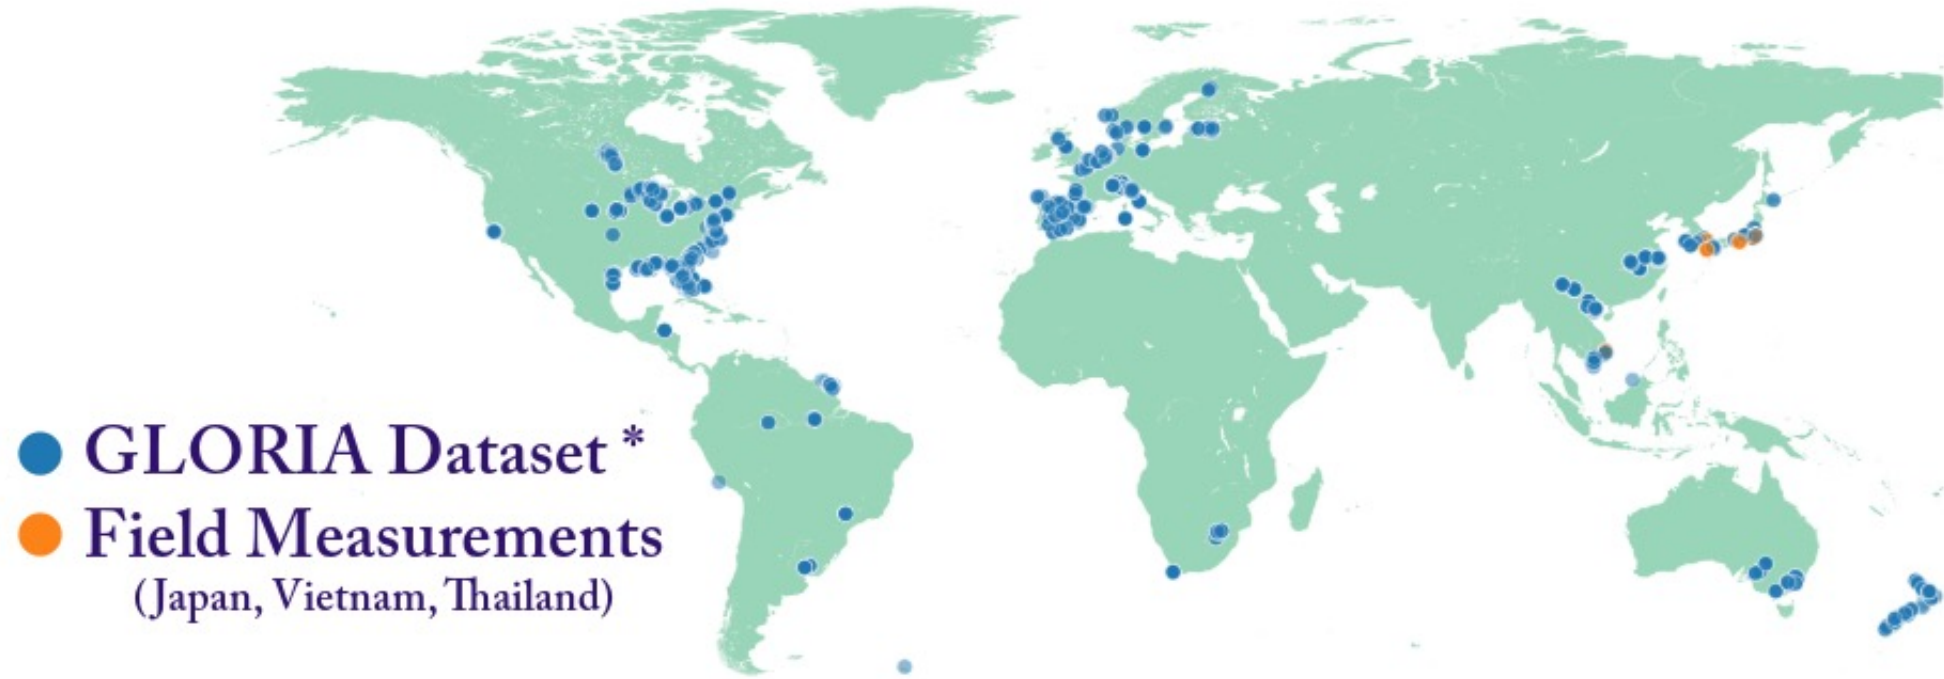 GLORIA Dataset *
Field Measurements
(Japan, Vietnam, Thailand)